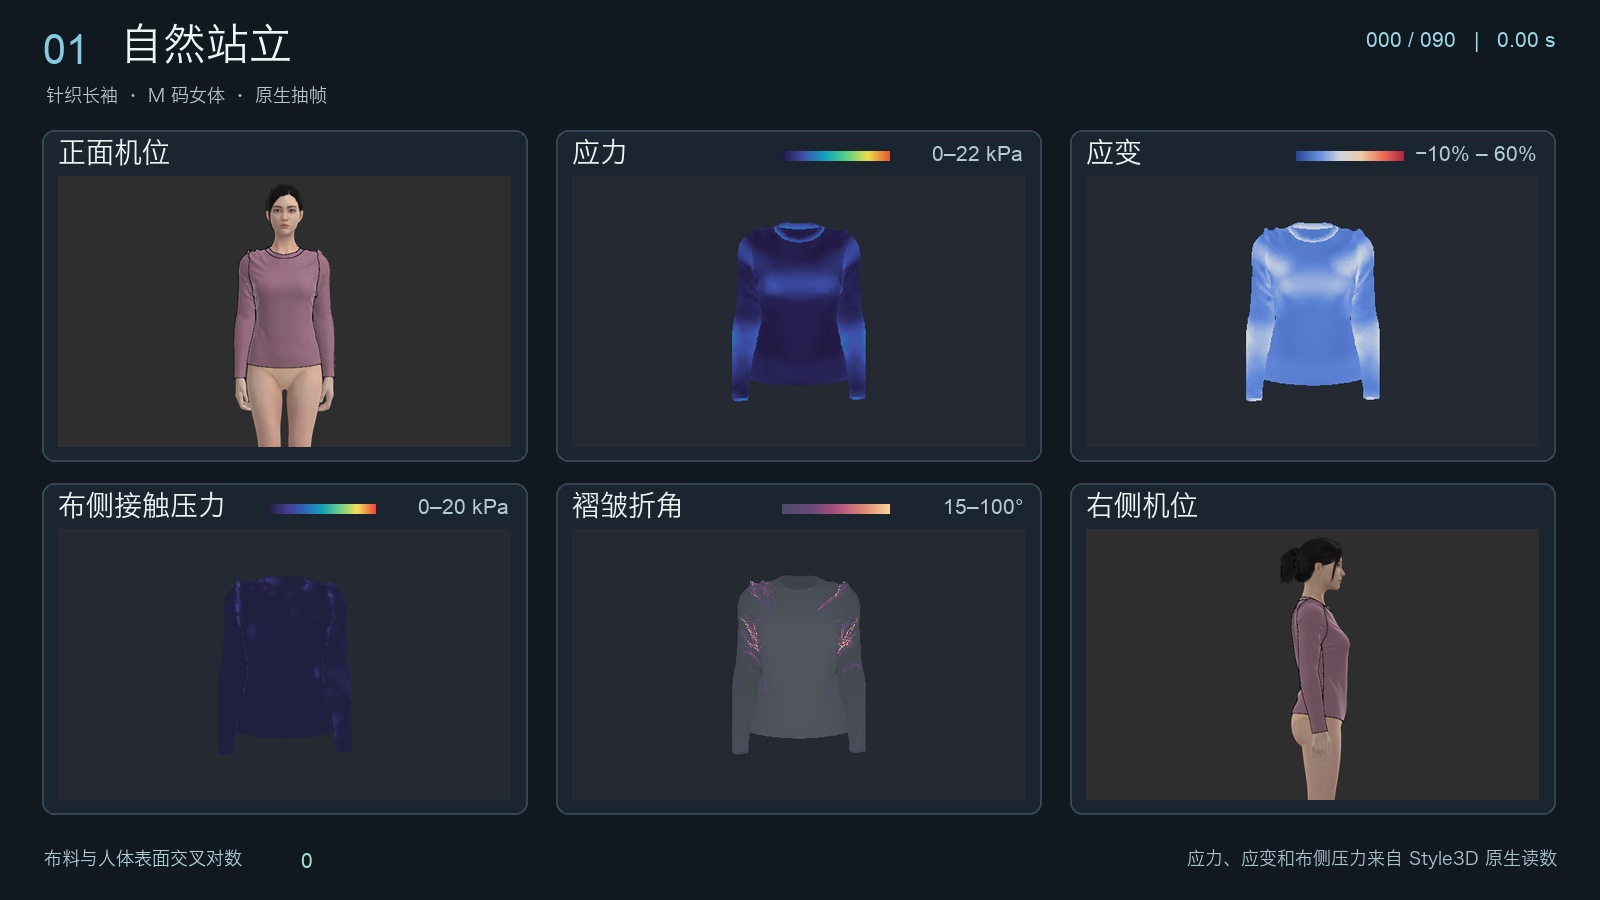 01 自然站立
000 / 090 | 0.00 s
针织长袖 · M 码女体 · 原生抽帧
正面机位
应力 0–22 kPa
应变 −10% – 60%
布侧接触压力 0–20 kPa
褶皱折角 15–100°
右侧机位
布料与人体表面交叉对数 0
应力、应变和布侧压力来自 Style3D 原生读数